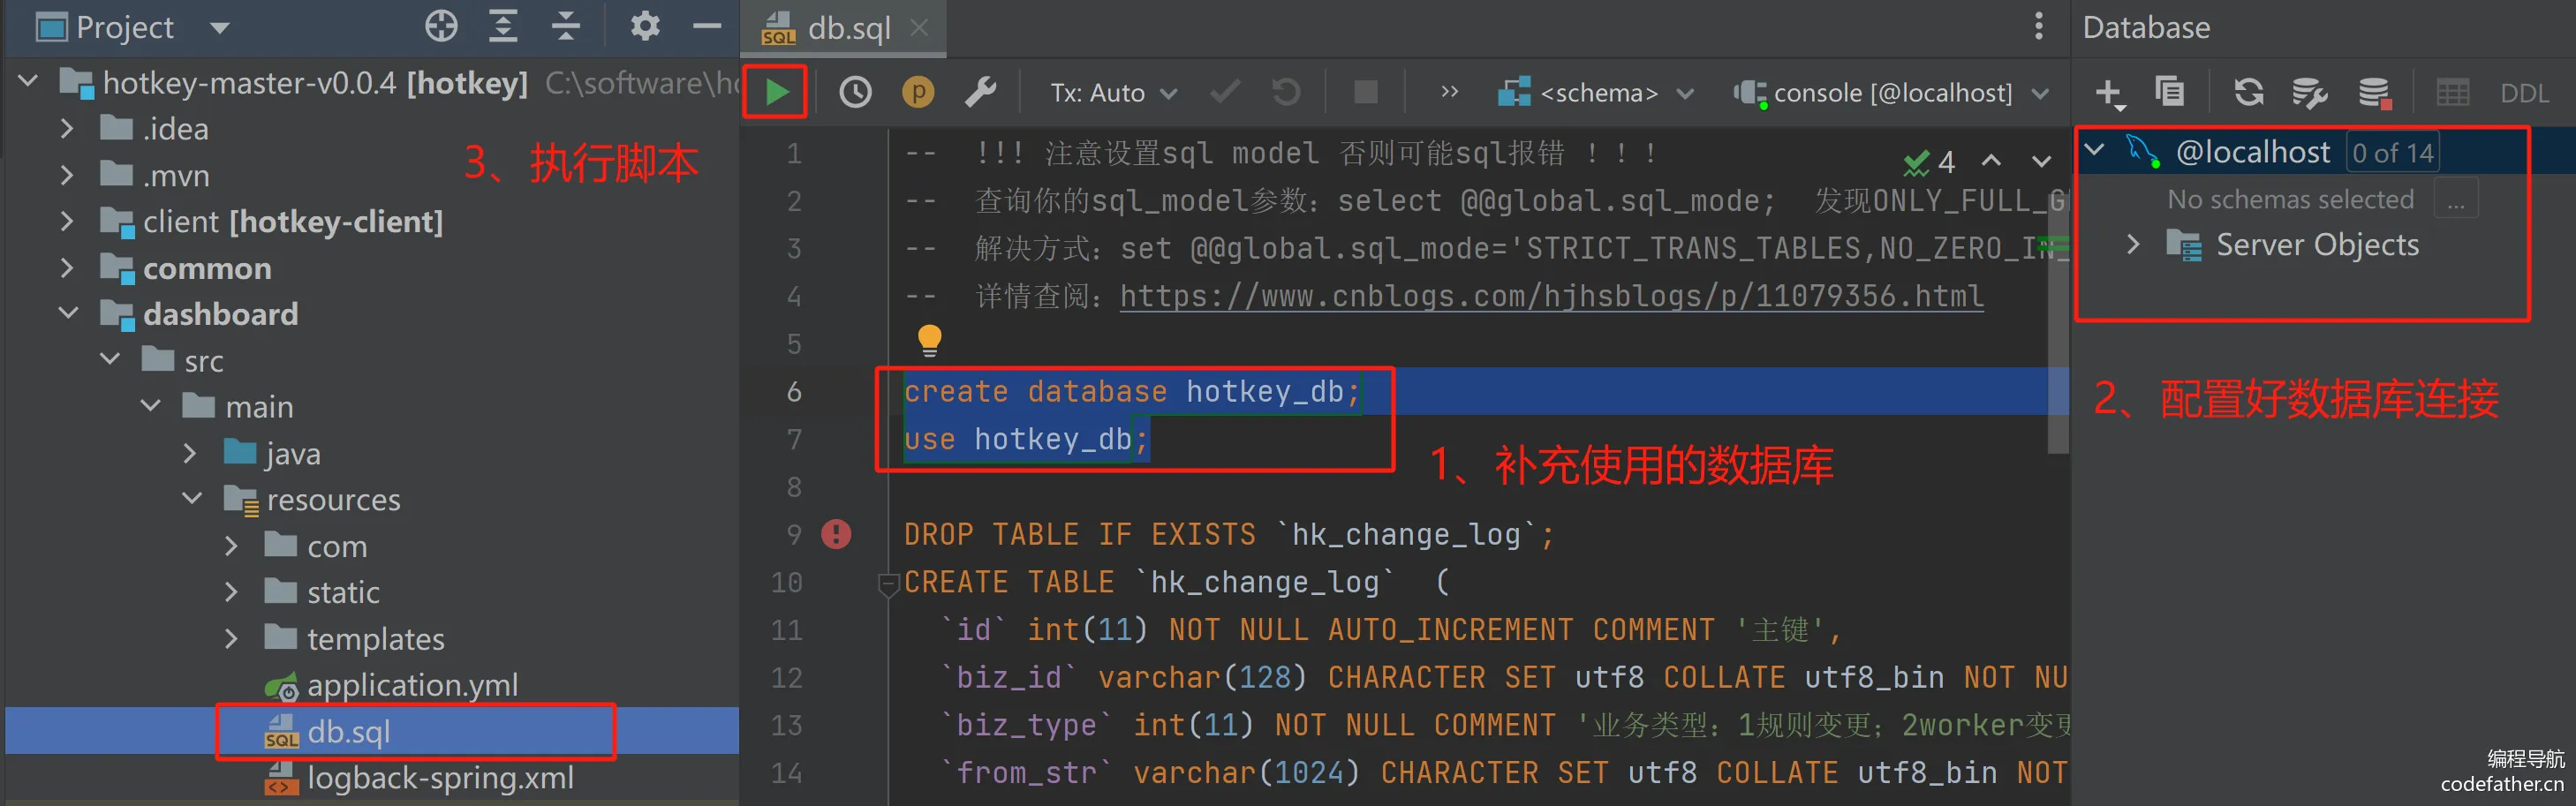 Project
hotkey-master-v0.0.4 [hotkey] C:\software\ho
.idea
.mvn
client [hotkey-client]
common
dashboard
src
main
java
resources
com
static
templates
application.yml
db.sql
logback-spring.xml
3、执行脚本
db.sql
Tx: Auto
<schema>
console [@localhost]
4
1 -- !!! 注意设置sql model 否则可能sql报错 ！！！
2 -- 查询你的sql_model参数：select @@global.sql_mode; 发现ONLY_FULL_G
3 -- 解决方式：set @@global.sql_mode='STRICT_TRANS_TABLES,NO_ZERO_IN_
4 -- 详情查阅：https://www.cnblogs.com/hjhsblogs/p/11079356.html
5
6 create database hotkey_db;
7 use hotkey_db;
8
9 DROP TABLE IF EXISTS `hk_change_log`;
10 CREATE TABLE `hk_change_log` (
11 `id` int(11) NOT NULL AUTO_INCREMENT COMMENT '主键',
12 `biz_id` varchar(128) CHARACTER SET utf8 COLLATE utf8_bin NOT NU
13 `biz_type` int(11) NOT NULL COMMENT '业务类型：1规则变更；2worker变更
14 `from_str` varchar(1024) CHARACTER SET utf8 COLLATE utf8_bin NOT
1、补充使用的数据库
Database
DDL
@localhost 0 of 14
No schemas selected ...
Server Objects
2、配置好数据库连接
编程导航
codefather.cn